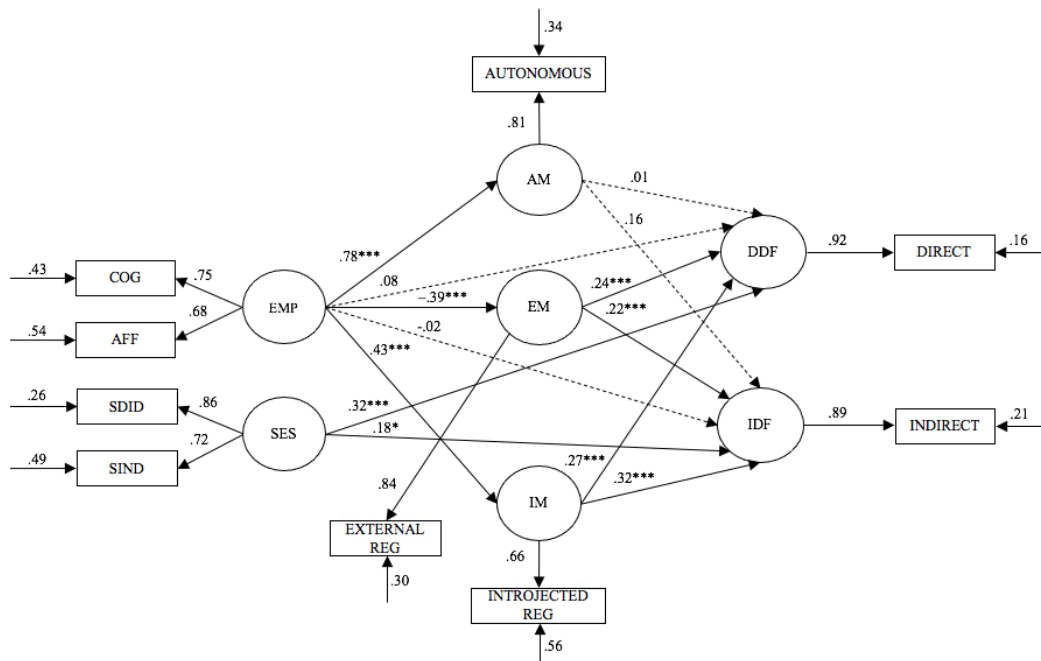 .34
AUTONOMOUS
.81
AM
.01
.16
.78***
.08
DDF
.92
DIRECT
.16
.43
COG
.75
EMP
–.39***
EM
.24***
.22***
.54
AFF
.68
-.02
.43***
.26
SDID
.86
SES
.32***
.18*
IDF
.89
INDIRECT
.21
.49
SIND
.72
.84
.27***
.32***
IM
EXTERNAL
REG
.30
.66
INTROJECTED
REG
.56